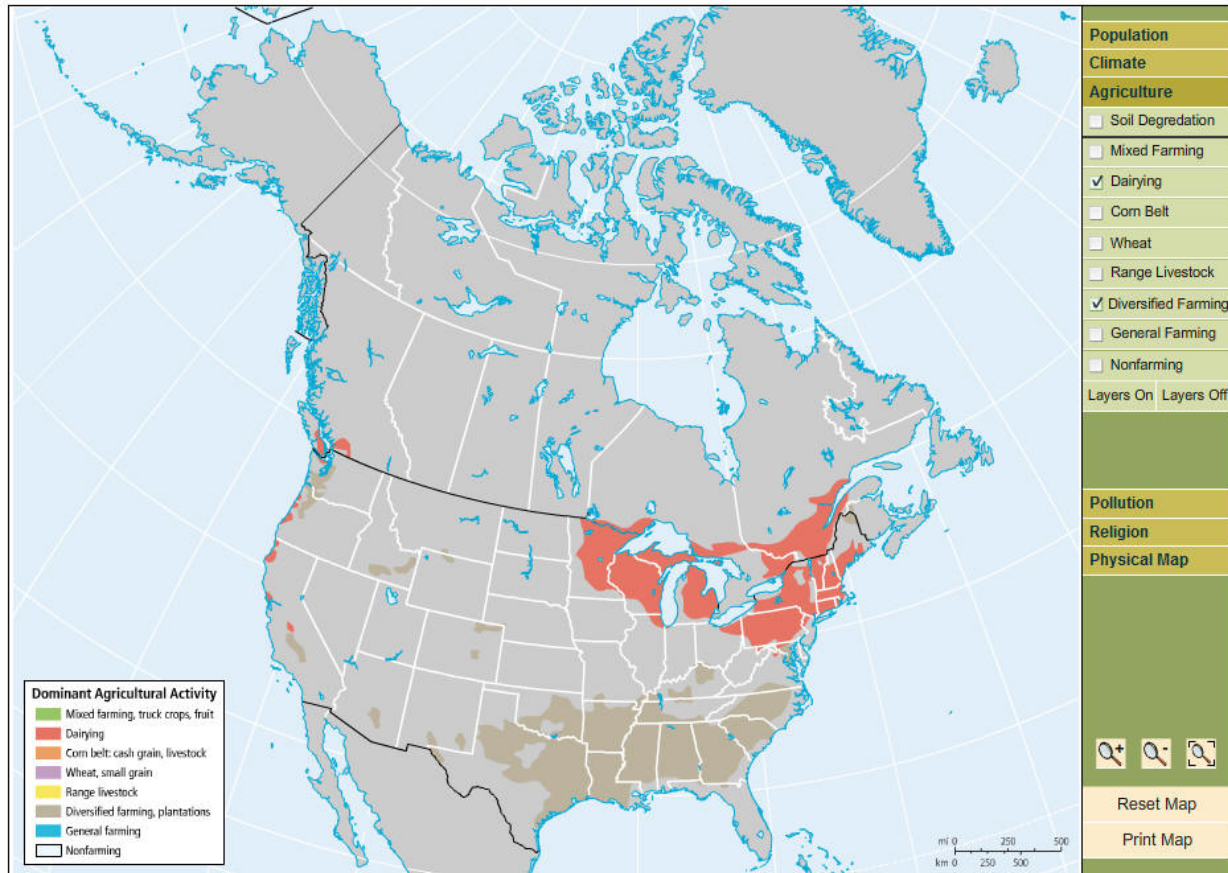 Population
Climate
Agriculture
Soil Degredation
Mixed Farming
Dairying
Corn Belt
Wheat
Range Livestock
Diversified Farming
General Farming
Nonfarming
Layers On Layers Off
Pollution
Religion
Physical Map
Reset Map
Print Map
Dominant Agricultural Activity
Mixed farming, truck crops, fruit
Dairying
Corn belt: cash grain, livestock
Wheat, small grain
Range livestock
Diversified farming, plantations
General farming
Nonfarming
mi 0 250 500
km 0 250 500